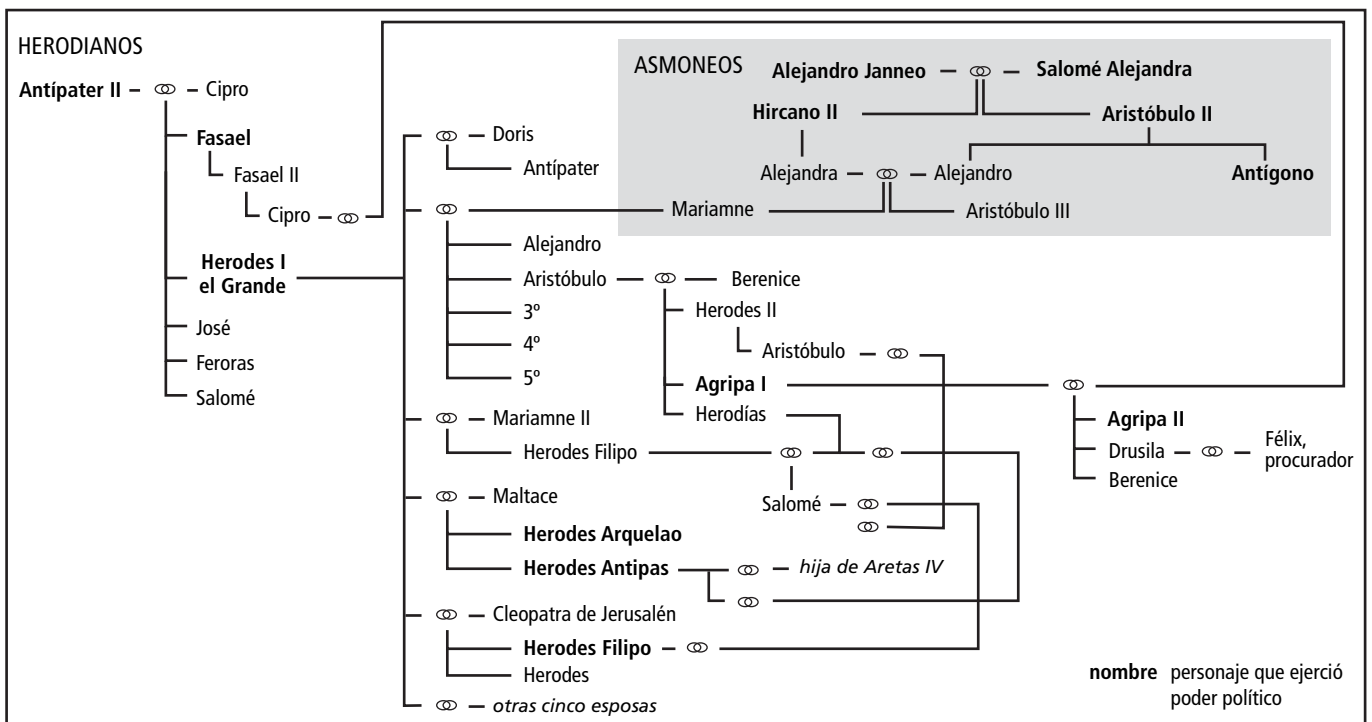 HERODIANOS
ASMONEOS
Alejandro Janneo
Salomé Alejandra
Antípater II
Cipro
Hircano II
Aristóbulo II
Fasael
Doris
Fasael II
Antípater
Alejandra
Alejandro
Antígono
Cipro
Mariamne
Aristóbulo III
Alejandro
Herodes I
el Grande
Aristóbulo
Berenice
3º
Herodes II
José
4º
Aristóbulo
Feroras
5º
Agripa I
Salomé
Herodías
Mariamne II
Agripa II
Herodes Filipo
Drusila
Félix,
procurador
Berenice
Maltace
Salomé
Herodes Arquelao
Herodes Antipas
hija de Aretas IV
Cleopatra de Jerusalén
Herodes Filipo
Herodes
otras cinco esposas
nombre personaje que ejerció
poder político